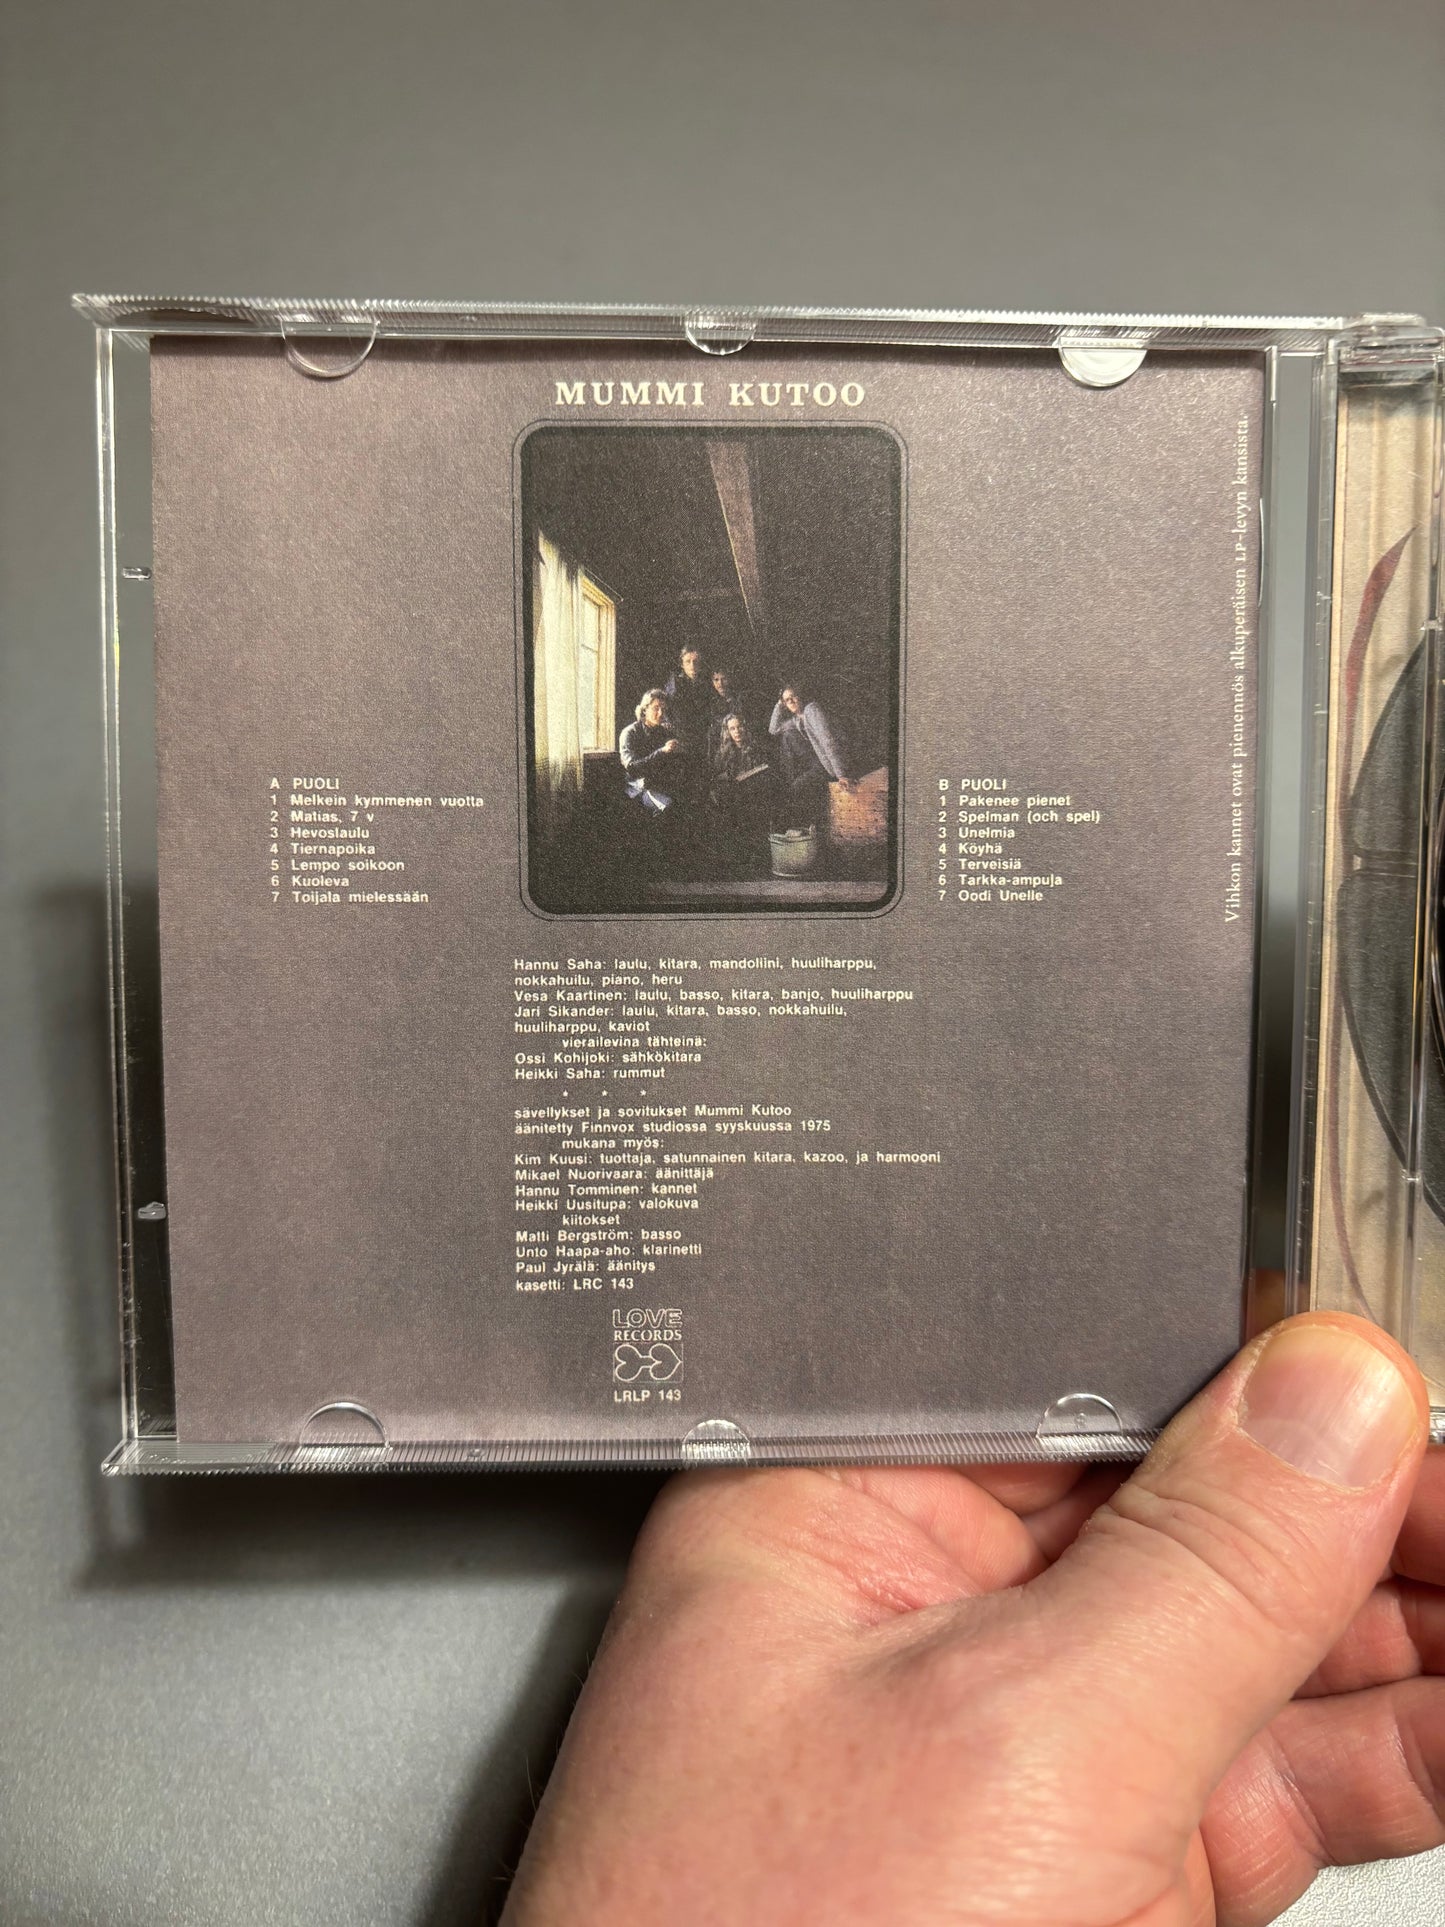 MUMMI KUTOO
A PUOLI
1 Melkein kymmenen vuotta
2 Matias, 7 v
3 Hevoslaulu
4 Tiernapoika
5 Lempo soikoon
6 Kuoleva
7 Toijala mielessään
B PUOLI
1 Pakenee pienet
2 Spelman (och spel)
3 Unelmia
4 Köyhä
5 Terveisiä
6 Tarkka-ampuja
7 Oodi Unelle
Hannu Saha: laulu, kitara, mandoliini, huuliharppu,
nokkahuilu, piano, heru
Vesa Kaartinen: laulu, basso, kitara, banjo, huuliharppu
Jari Sikander: laulu, kitara, basso, nokkahuilu,
huuliharppu, kaviot
vierailevina tähteinä:
Ossi Kohijoki: sähkökitara
Heikki Saha: rummut
* * *
sävellykset ja sovitukset Mummi Kutoo
äänitetty Finnvox studiossa syyskuussa 1975
mukana myös:
Kim Kuusi: tuottaja, satunnainen kitara, kazoo, ja harmooni
Mikael Nuorivaara: äänittäjä
Hannu Tomminen: kannet
Heikki Uusitupa: valokuva
kiitokset
Matti Bergström: basso
Unto Haapa-aho: klarinetti
Paul Jyrälä: äänitys
kasetti: LRC 143
LOVE
RECORDS
LRLP 143
Vihkon kannet ovat pienennös alkuperäisen LP-levyn kansista.